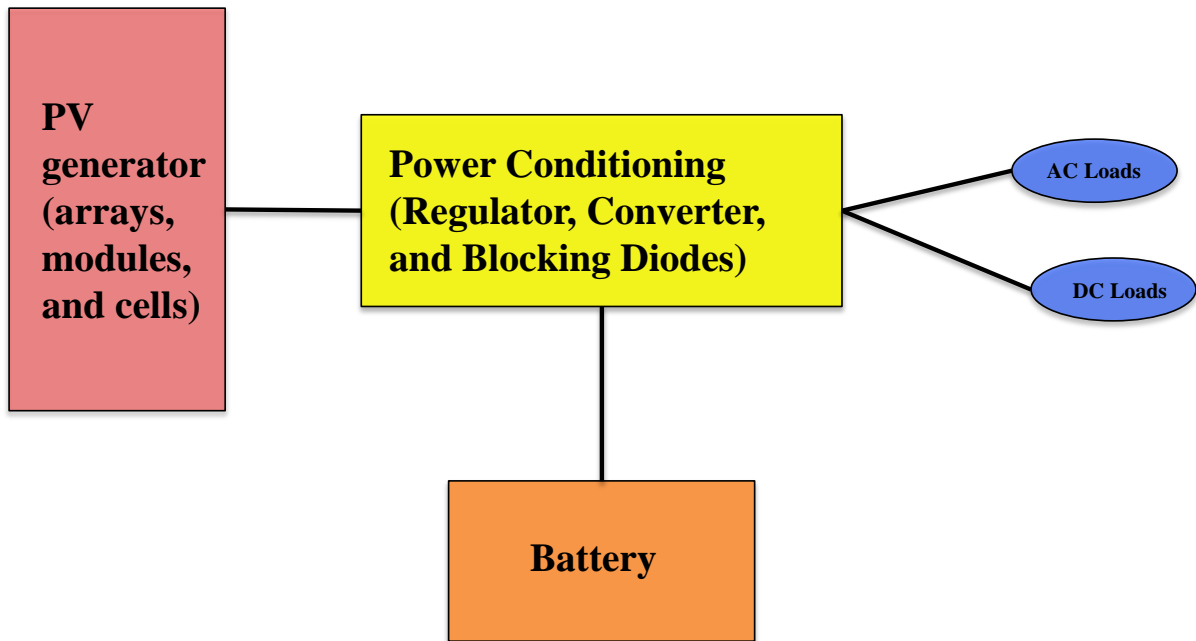 PV
generator
(arrays,
modules,
and cells)
Power Conditioning
(Regulator, Converter,
and Blocking Diodes)
AC Loads
DC Loads
Battery